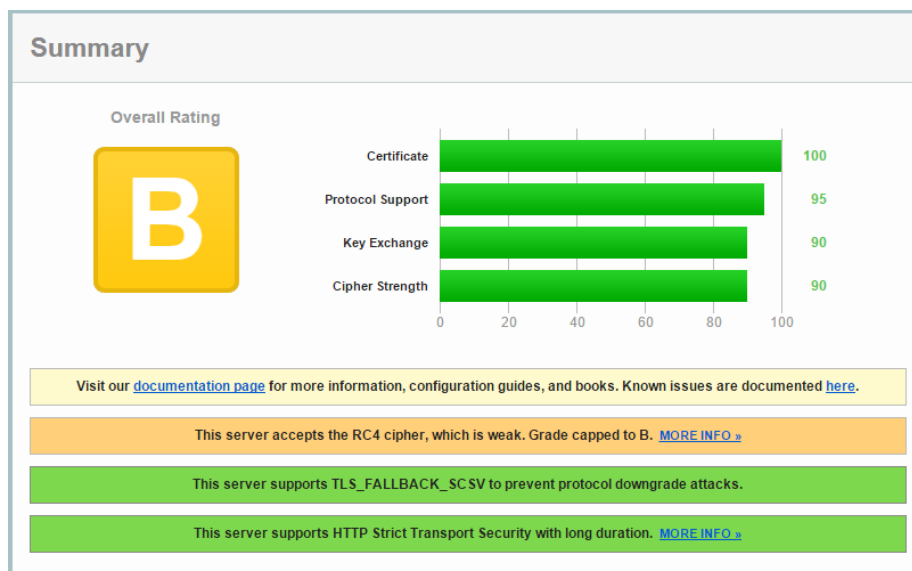 Summary
Overall Rating
B
Certificate 100
Protocol Support 95
Key Exchange 90
Cipher Strength 90
0 20 40 60 80 100
Visit our documentation page for more information, configuration guides, and books. Known issues are documented here.
This server accepts the RC4 cipher, which is weak. Grade capped to B. MORE INFO »
This server supports TLS_FALLBACK_SCSV to prevent protocol downgrade attacks.
This server supports HTTP Strict Transport Security with long duration. MORE INFO »